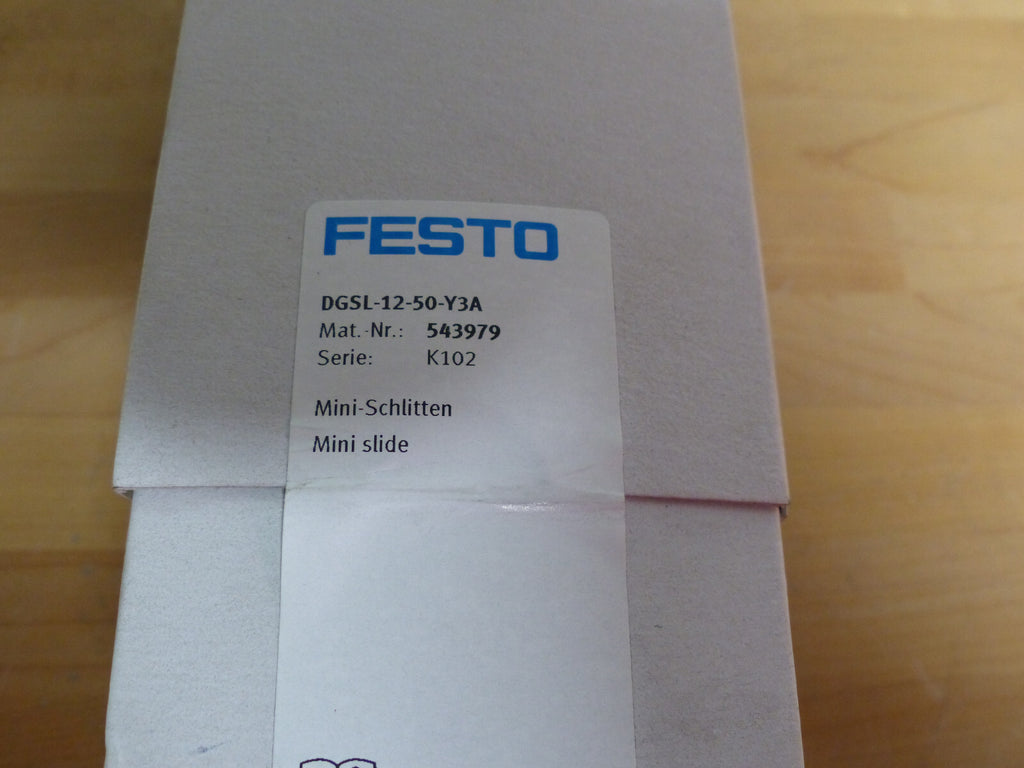 FESTO
DGSL-12-50-Y3A
Mat.-Nr.: 543979
Serie: K102
Mini-Schlitten
Mini slide